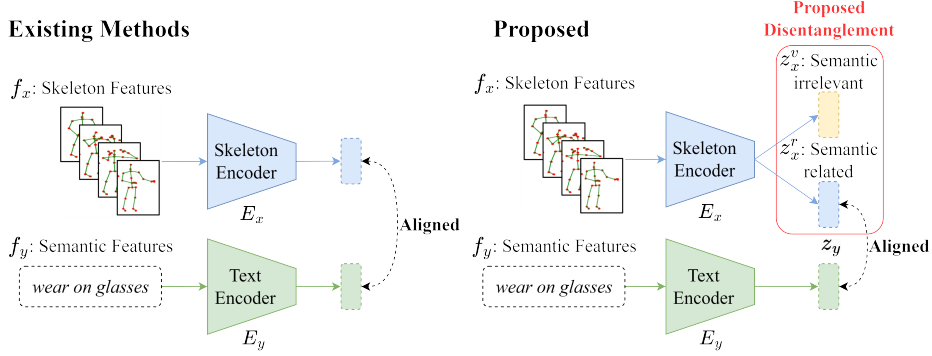 Existing Methods
f_x: Skeleton Features
Skeleton
Encoder
E_x
Aligned
f_y: Semantic Features
wear on glasses
Text
Encoder
E_y
Proposed
Proposed
Disentanglement
f_x: Skeleton Features
Skeleton
Encoder
E_x
z_x^v: Semantic
irrelevant
z_x^r: Semantic
related
z_y
Aligned
f_y: Semantic Features
wear on glasses
Text
Encoder
E_y